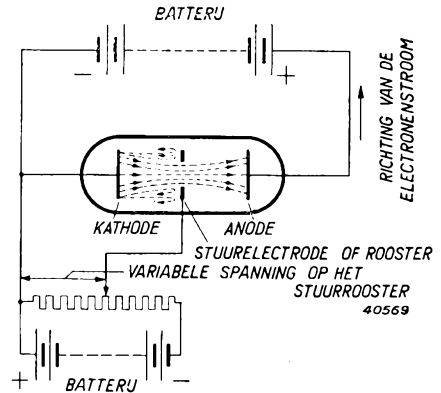 BATTERIJ
− +
RICHTING VAN DE
ELECTRONENSTROOM
KATHODE ANODE
STUURELECTRODE OF ROOSTER
VARIABELE SPANNING OP HET
STUURROOSTER
40569
+ BATTERIJ −